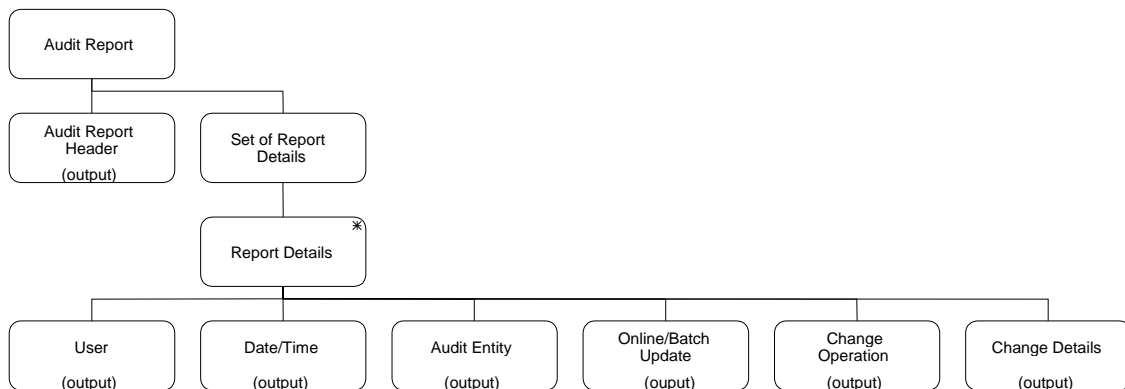 Audit Report
Audit Report
Header
(output)
Set of Report
Details
*
Report Details
User
(output)
Date/Time
(output)
Audit Entity
(output)
Online/Batch
Update
(ouput)
Change
Operation
(output)
Change Details
(output)